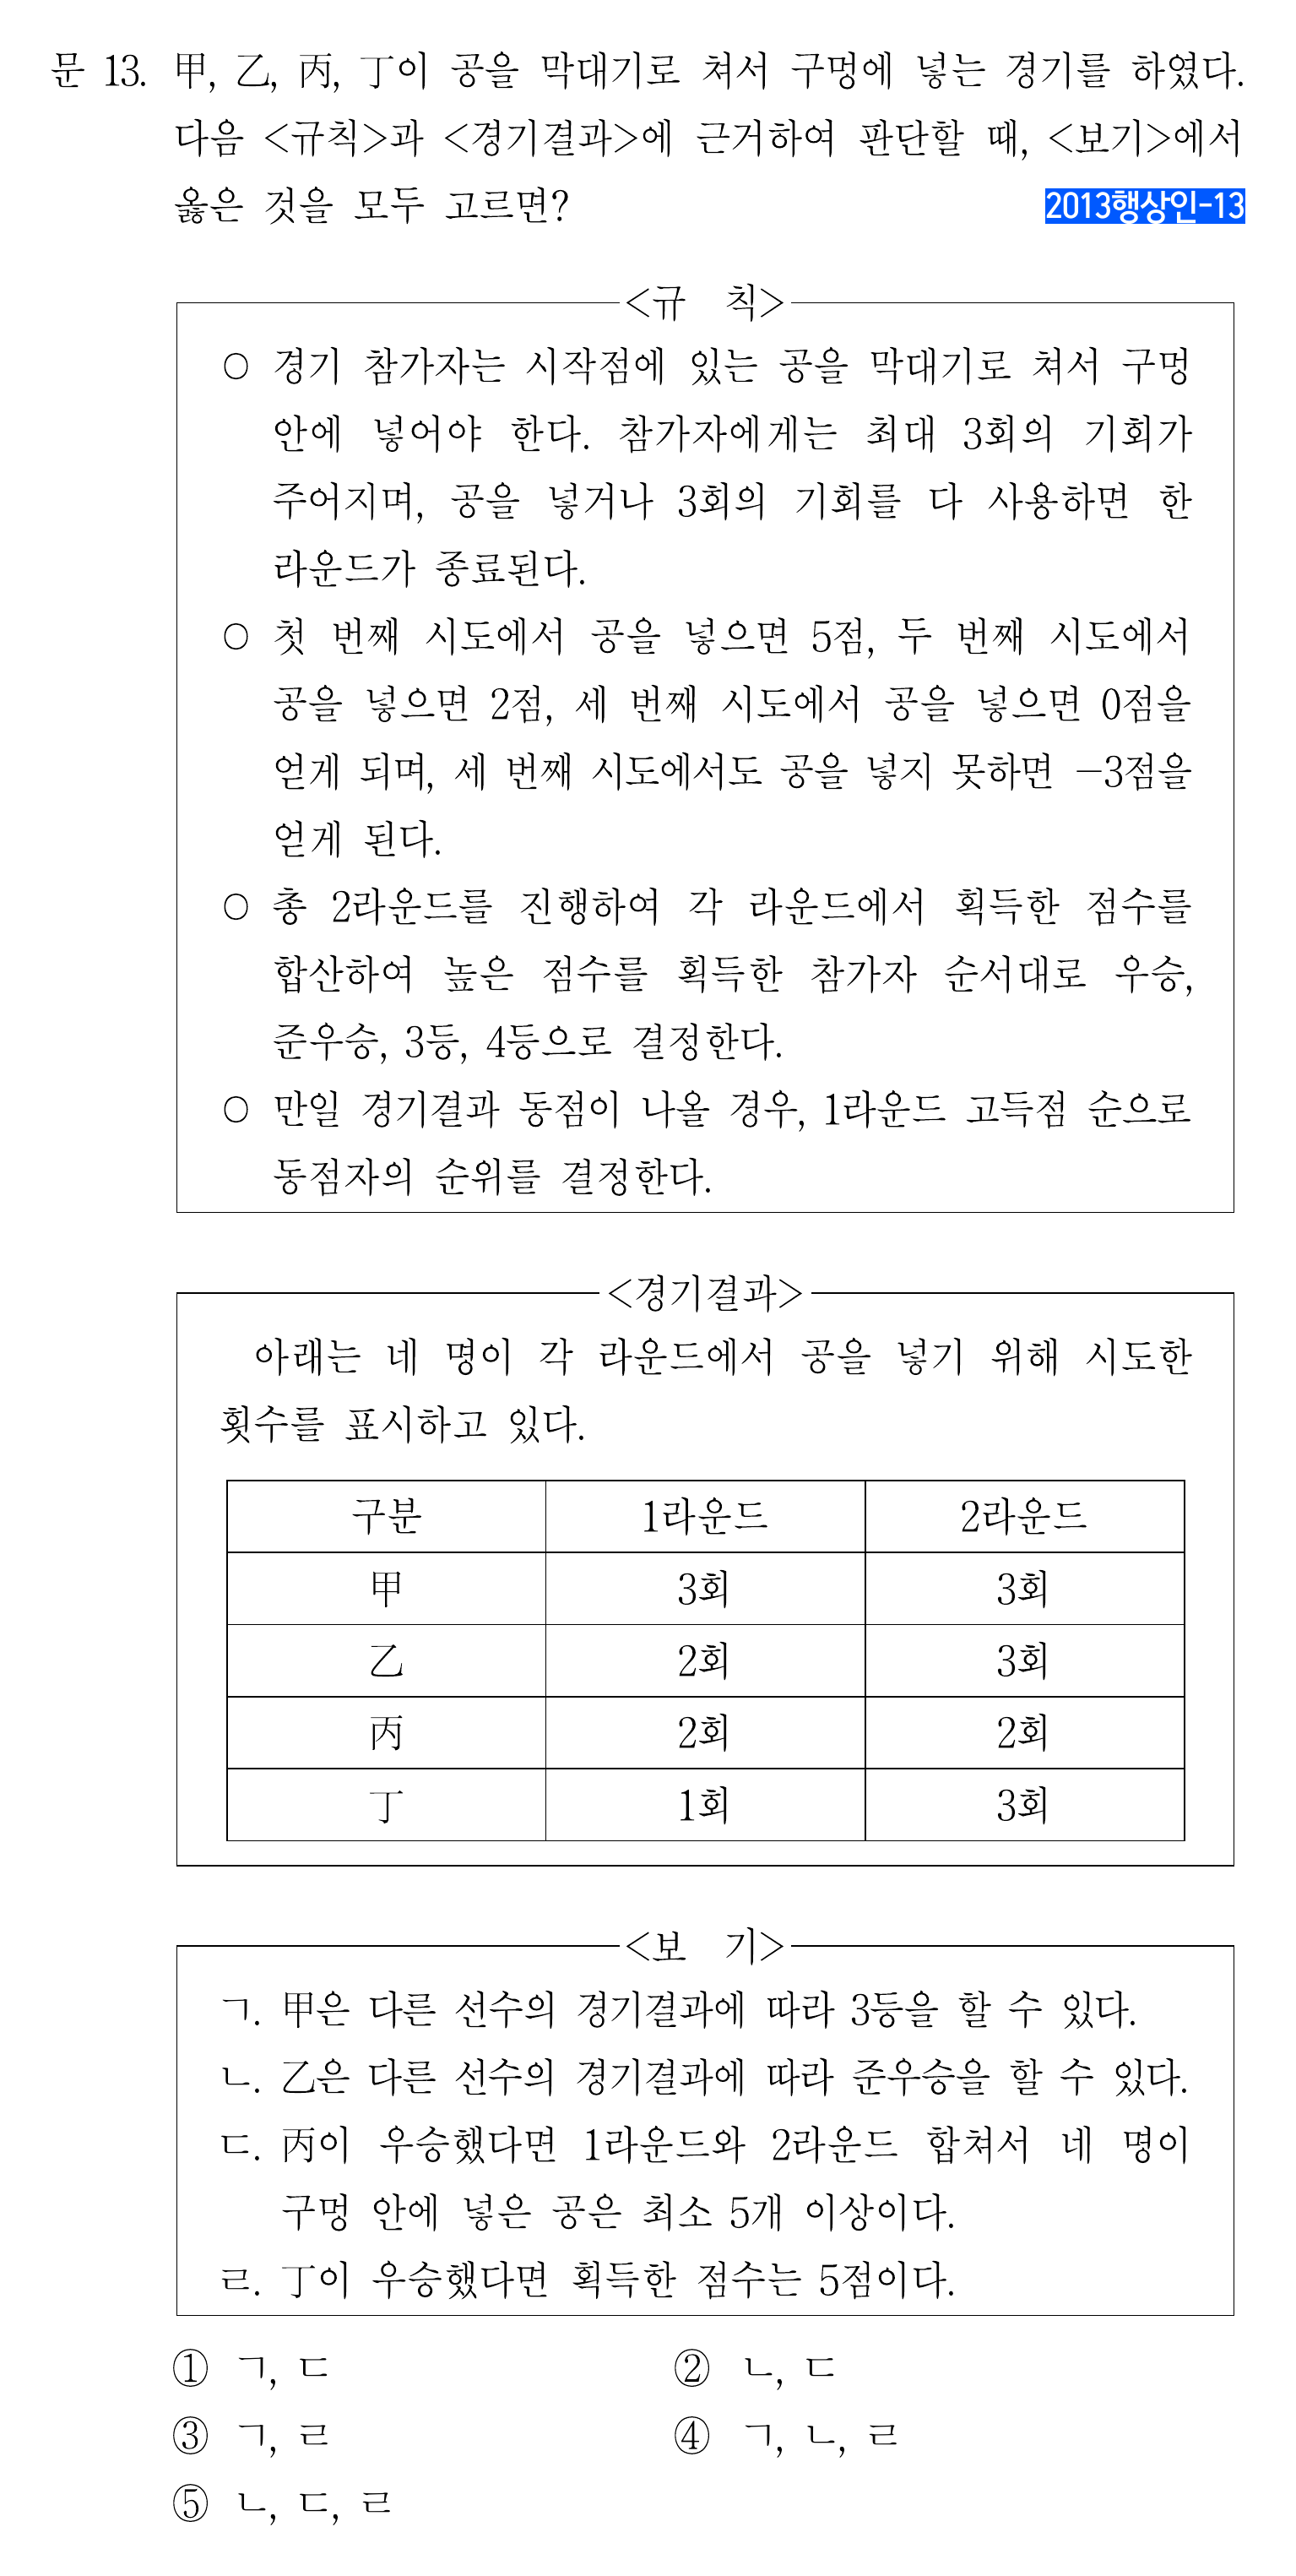 문 13. 甲, 乙, 丙, 丁이 공을 막대기로 쳐서 구멍에 넣는 경기를 하였다.
다음 <규칙>과 <경기결과>에 근거하여 판단할 때, <보기>에서
옳은 것을 모두 고르면? 2013행상인-13
<규 칙>
○ 경기 참가자는 시작점에 있는 공을 막대기로 쳐서 구멍
안에 넣어야 한다. 참가자에게는 최대 3회의 기회가
주어지며, 공을 넣거나 3회의 기회를 다 사용하면 한
라운드가 종료된다.
○ 첫 번째 시도에서 공을 넣으면 5점, 두 번째 시도에서
공을 넣으면 2점, 세 번째 시도에서 공을 넣으면 0점을
얻게 되며, 세 번째 시도에서도 공을 넣지 못하면 −3점을
얻게 된다.
○ 총 2라운드를 진행하여 각 라운드에서 획득한 점수를
합산하여 높은 점수를 획득한 참가자 순서대로 우승,
준우승, 3등, 4등으로 결정한다.
○ 만일 경기결과 동점이 나올 경우, 1라운드 고득점 순으로
동점자의 순위를 결정한다.
<경기결과>
아래는 네 명이 각 라운드에서 공을 넣기 위해 시도한
횟수를 표시하고 있다.
구분 1라운드 2라운드
甲 3회 3회
乙 2회 3회
丙 2회 2회
丁 1회 3회
<보 기>
ㄱ. 甲은 다른 선수의 경기결과에 따라 3등을 할 수 있다.
ㄴ. 乙은 다른 선수의 경기결과에 따라 준우승을 할 수 있다.
ㄷ. 丙이 우승했다면 1라운드와 2라운드 합쳐서 네 명이
구멍 안에 넣은 공은 최소 5개 이상이다.
ㄹ. 丁이 우승했다면 획득한 점수는 5점이다.
① ㄱ, ㄷ ② ㄴ, ㄷ
③ ㄱ, ㄹ ④ ㄱ, ㄴ, ㄹ
⑤ ㄴ, ㄷ, ㄹ